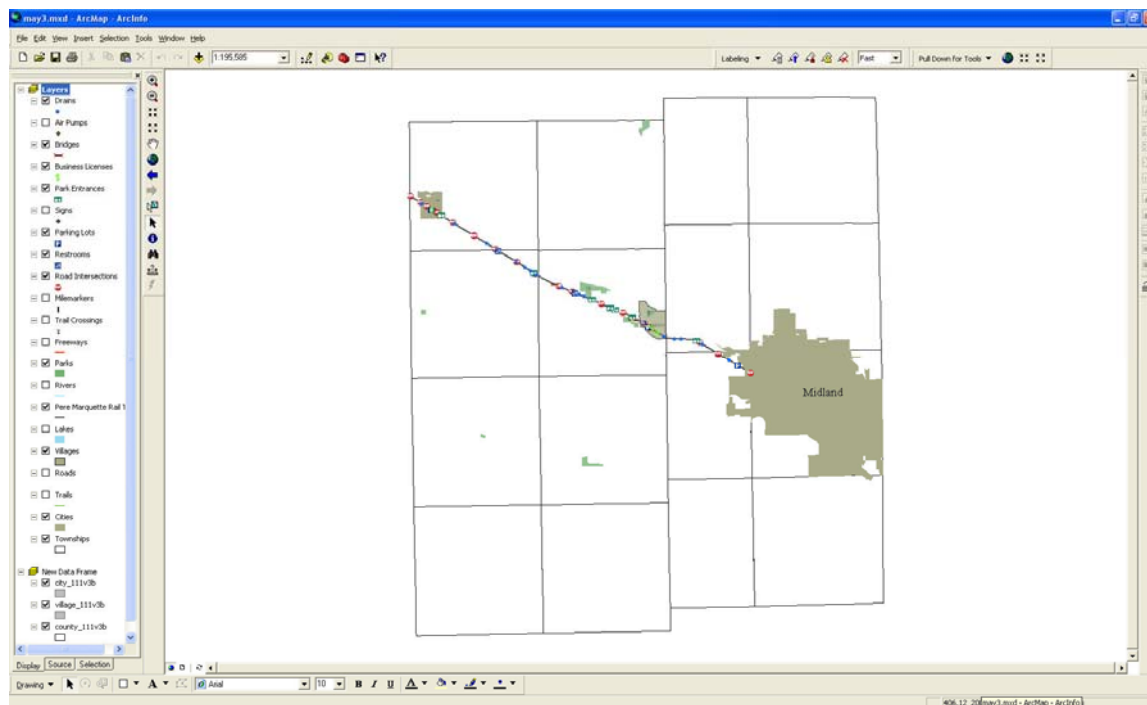 may3.mxd - ArcMap - ArcInfo
File Edit View Insert Selection Tools Window Help
1:195,585
Labeling
Fast
Pull Down for Tools
Layers
Drains
Air Pumps
Bridges
Business Licenses
Park Entrances
Signs
Parking Lots
Restrooms
Road Intersections
Milemarkers
Trail Crossings
Freeways
Parks
Rivers
Pere Marquette Rail T
Lakes
Villages
Roads
Trails
Cities
Townships
New Data Frame
city_111v3b
village_111v3b
county_111v3b
Midland
Display Source Selection
Drawing
A
Arial
10
B I U A
may3.mxd - ArcMap - ArcInfo